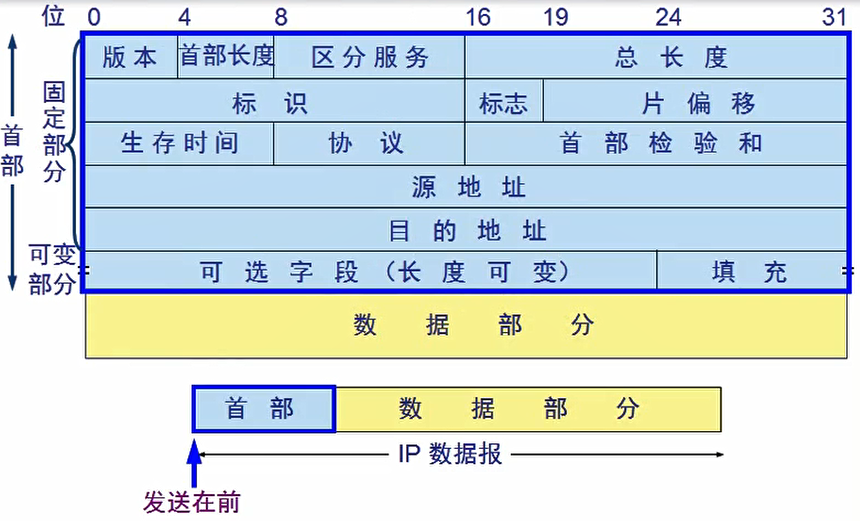 位 0 4 8 16 19 24 31
版本 首部长度 区分服务 总长度
标识 标志 片偏移
生存时间 协议 首部检验和
源地址
目的地址
可选字段（长度可变） 填充
数据部分
首部
固定部分
可变部分
首部 数据部分
IP 数据报
发送在前